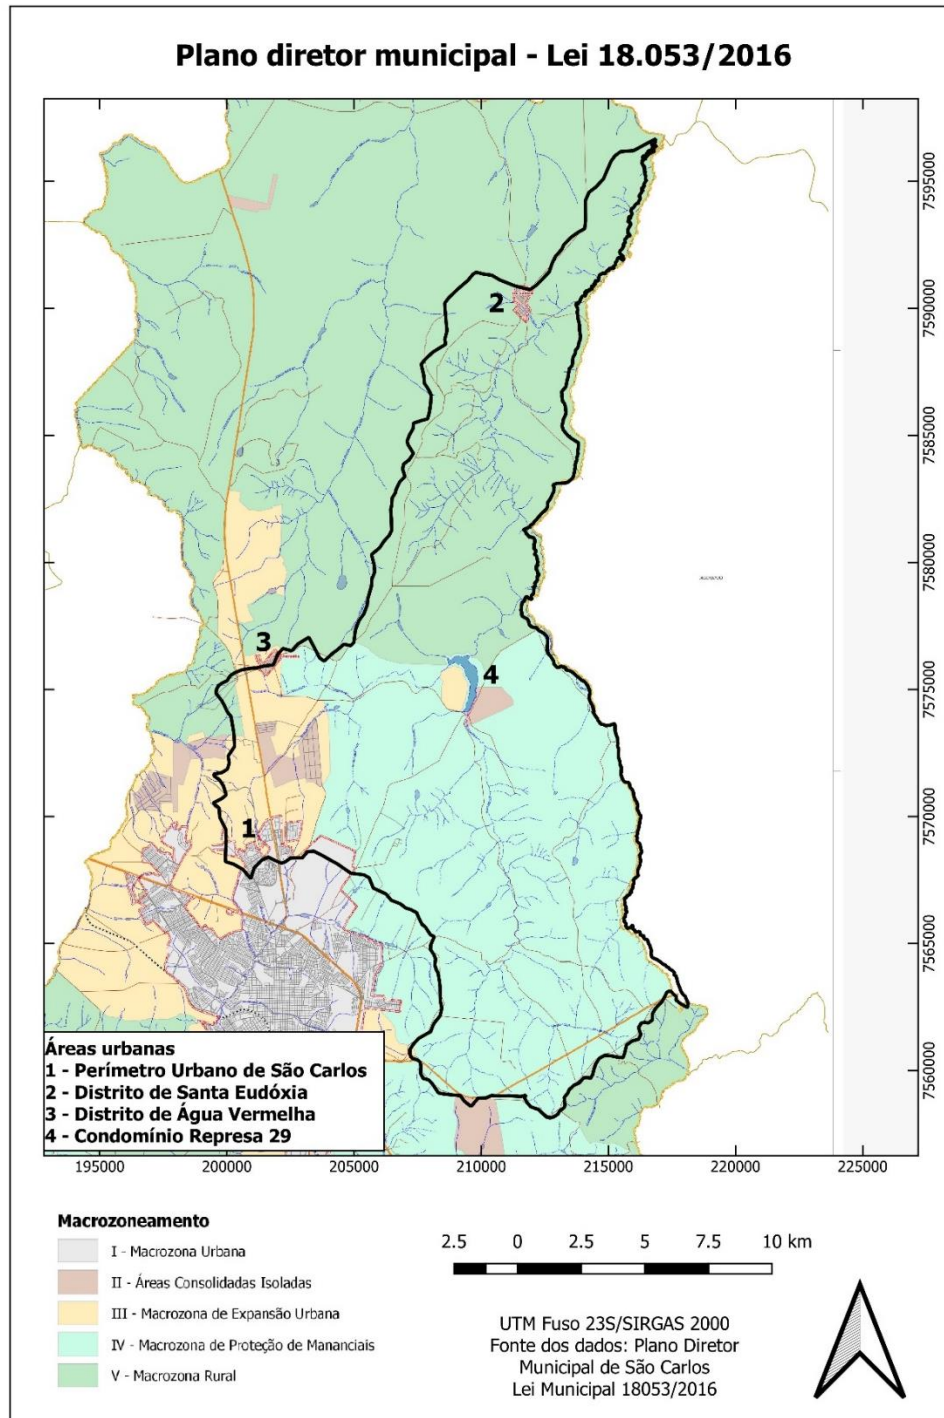 Plano diretor municipal - Lei 18.053/2016
7595000
7590000
7585000
7580000
7575000
7570000
7565000
7560000
2
3
4
1
Áreas urbanas
1 - Perímetro Urbano de São Carlos
2 - Distrito de Santa Eudóxia
3 - Distrito de Água Vermelha
4 - Condomínio Represa 29
195000 200000 205000 210000 215000 220000 225000
Macrozoneamento
I - Macrozona Urbana
II - Áreas Consolidadas Isoladas
III - Macrozona de Expansão Urbana
IV - Macrozona de Proteção de Mananciais
V - Macrozona Rural
2.5 0 2.5 5 7.5 10 km
UTM Fuso 23S/SIRGAS 2000
Fonte dos dados: Plano Diretor
Municipal de São Carlos
Lei Municipal 18053/2016